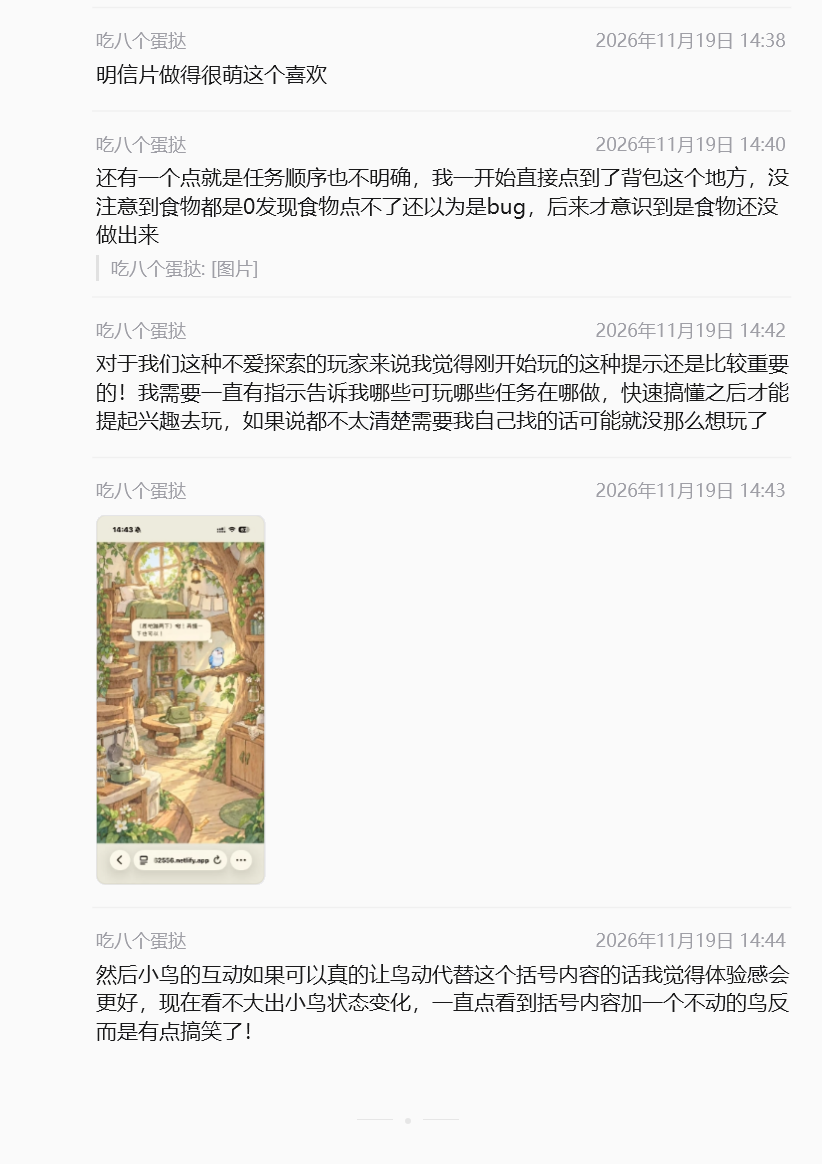 吃八个蛋挞 2026年11月19日 14:38
明信片做得很萌这个喜欢
吃八个蛋挞 2026年11月19日 14:40
还有一个点就是任务顺序也不明确，我一开始直接点到了背包这个地方，没
注意到食物都是0发现食物点不了还以为是bug，后来才意识到是食物还没
做出来
吃八个蛋挞: [图片]
吃八个蛋挞 2026年11月19日 14:42
对于我们这种不爱探索的玩家来说我觉得刚开始玩的这种提示还是比较重要
的！我需要一直有指示告诉我哪些可玩哪些任务在哪做，快速搞懂之后才能
提起兴趣去玩，如果说都不太清楚需要我自己找的话可能就没那么想玩了
吃八个蛋挞 2026年11月19日 14:43
14:43
32556.netlify.app
吃八个蛋挞 2026年11月19日 14:44
然后小鸟的互动如果可以真的让鸟动代替这个括号内容的话我觉得体验感会
更好，现在看不大出小鸟状态变化，一直点看到括号内容加一个不动的鸟反
而是有点搞笑了！